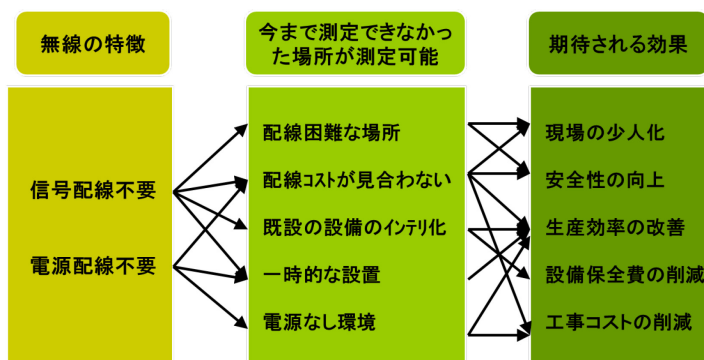 無線の特徴
今まで測定できなかっ
た場所が測定可能
期待される効果
信号配線不要
電源配線不要
配線困難な場所
配線コストが見合わない
既設の設備のインテリ化
一時的な設置
電源なし環境
現場の少人化
安全性の向上
生産効率の改善
設備保全費の削減
工事コストの削減